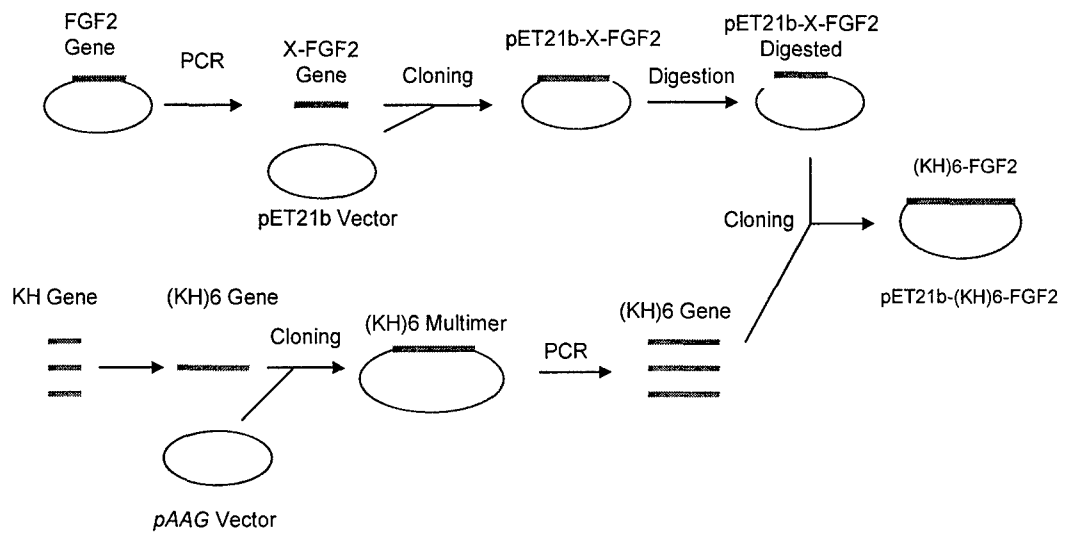 FGF2
Gene
PCR
X-FGF2
Gene
Cloning
pET21b-X-FGF2
Digestion
pET21b-X-FGF2
Digested
pET21b Vector
(KH)6-FGF2
Cloning
pET21b-(KH)6-FGF2
KH Gene
(KH)6 Gene
Cloning
(KH)6 Multimer
PCR
(KH)6 Gene
pAAG Vector